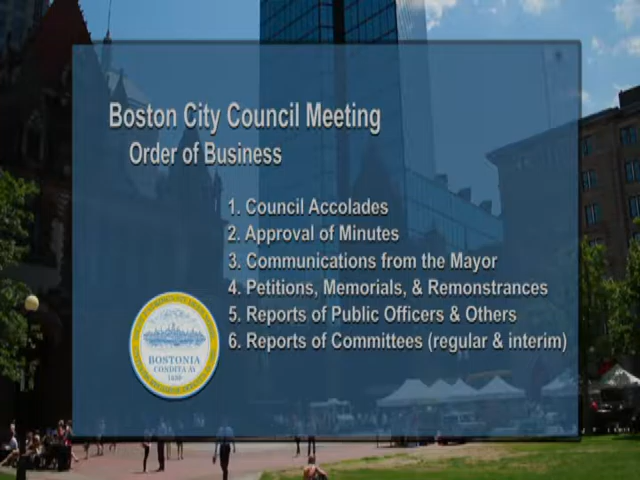 Boston City Council Meeting
Order of Business
1. Council Accolades
2. Approval of Minutes
3. Communications from the Mayor
4. Petitions, Memorials, & Remonstrances
5. Reports of Public Officers & Others
6. Reports of Committees (regular & interim)
BOSTONIA
CONDITA A.D.
1630